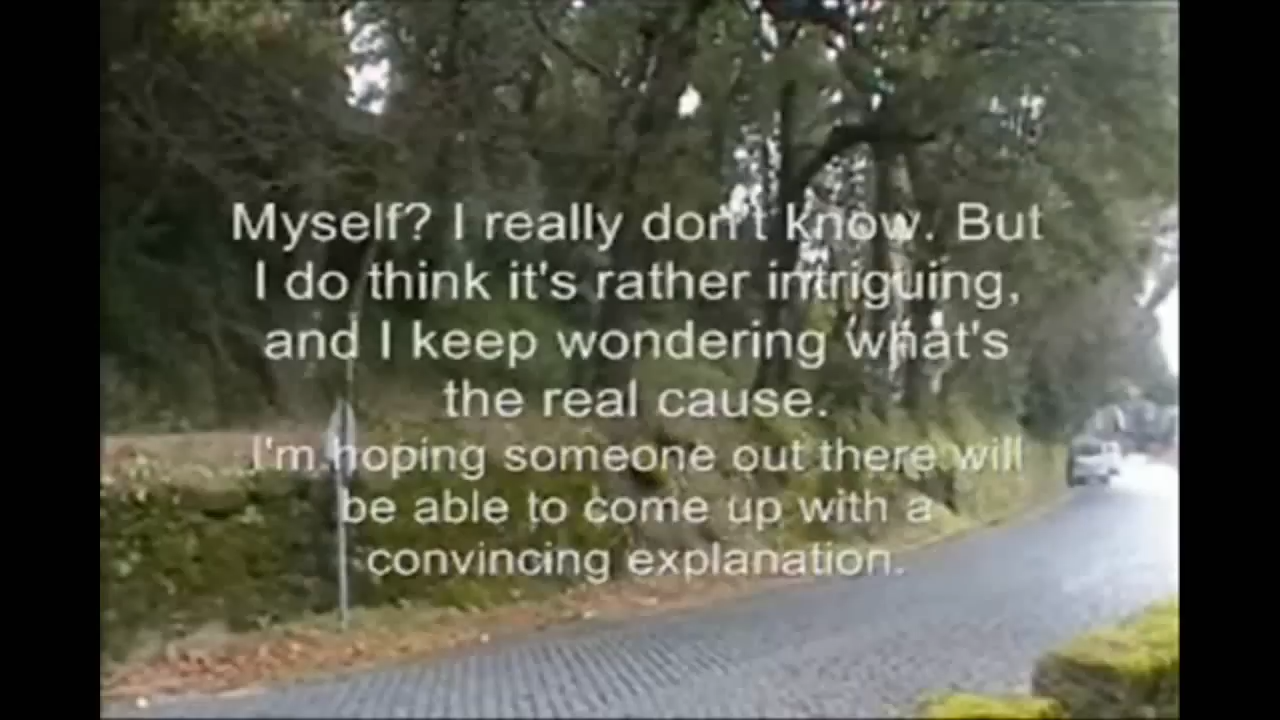 Myself? I really don't know. But
I do think it's rather intriguing,
and I keep wondering what's
the real cause.
I'm hoping someone out there will
be able to come up with a
convincing explanation.